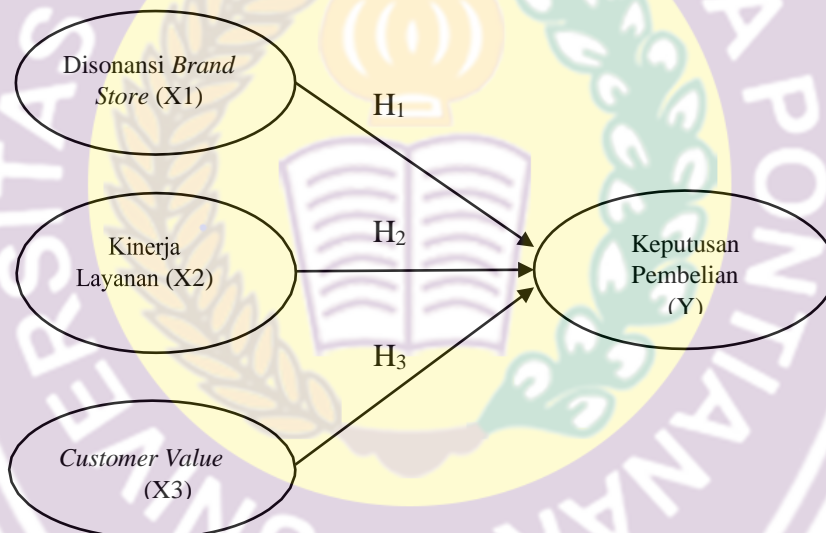 Disonansi Brand
Store (X1)
H1
Kinerja
Layanan (X2)
H2
Keputusan
Pembelian
(Y)
H3
Customer Value
(X3)